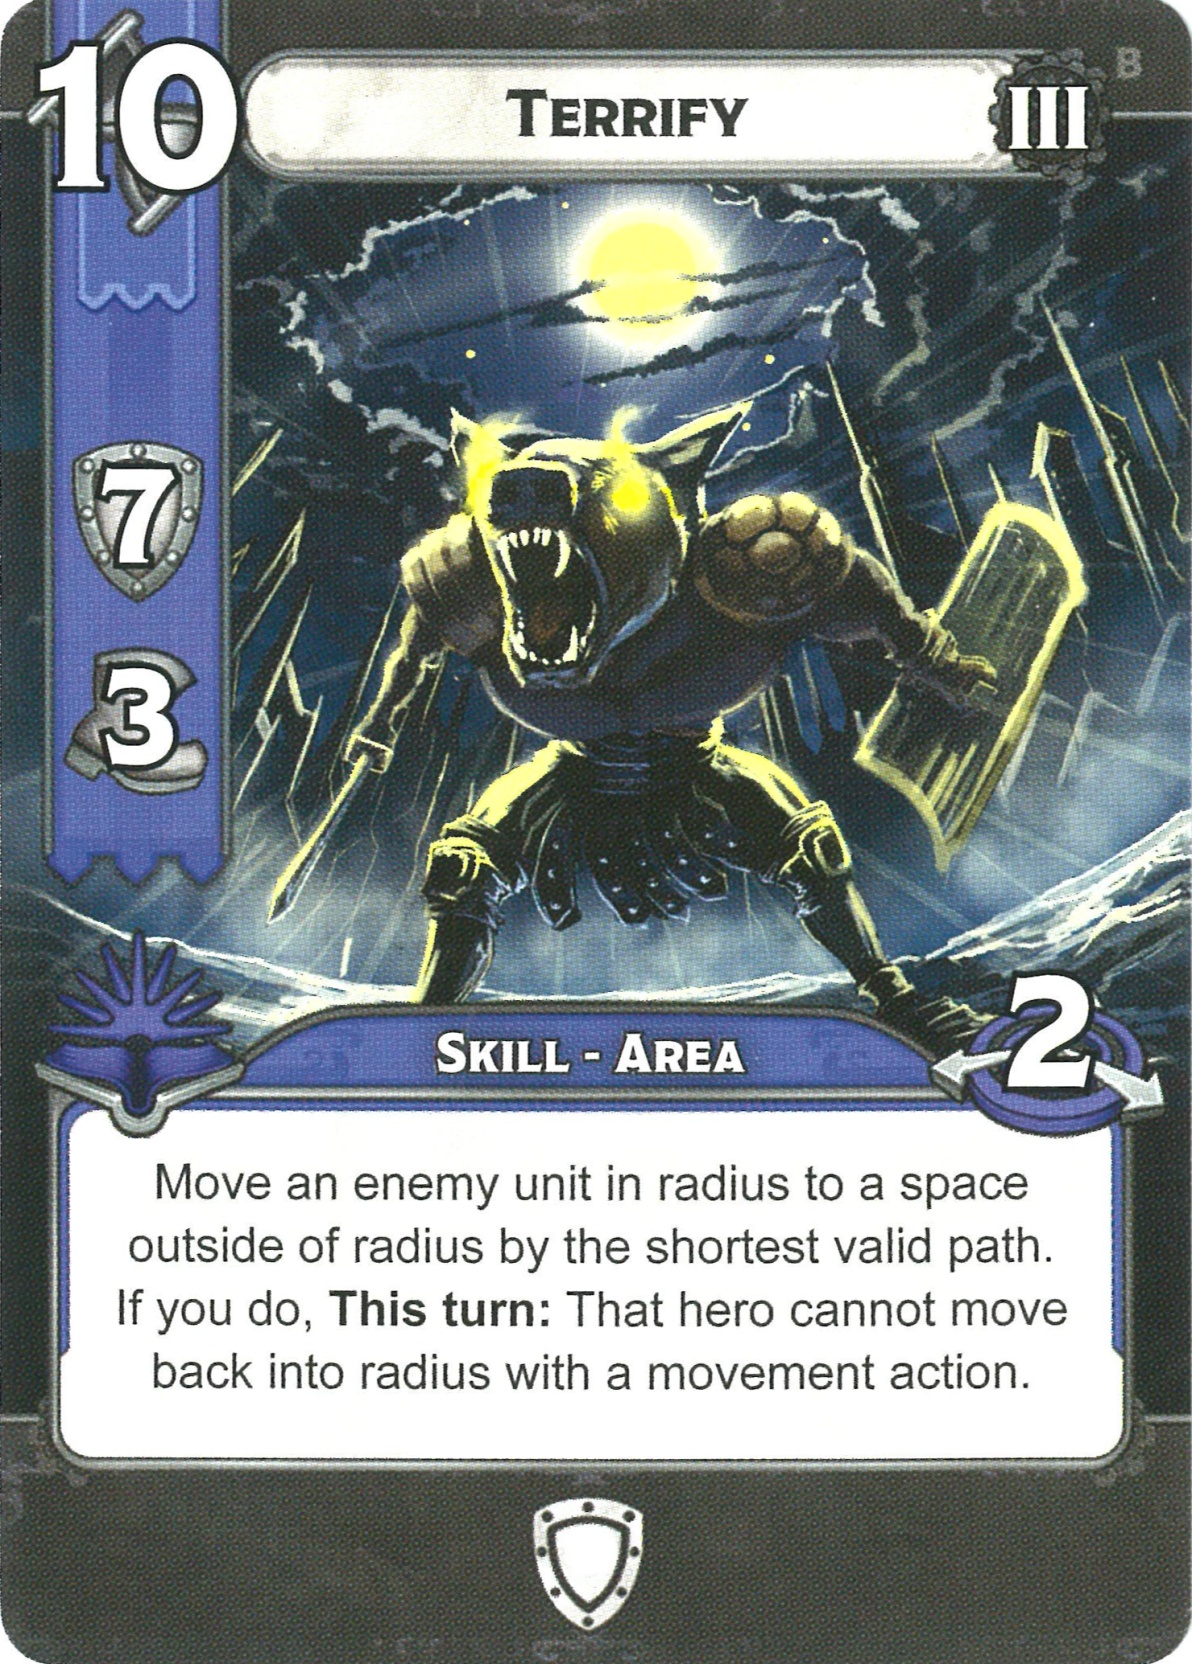 10
TERRIFY
III
B
7
3
SKILL - AREA
2
Move an enemy unit in radius to a space
outside of radius by the shortest valid path.
If you do, This turn: That hero cannot move
back into radius with a movement action.